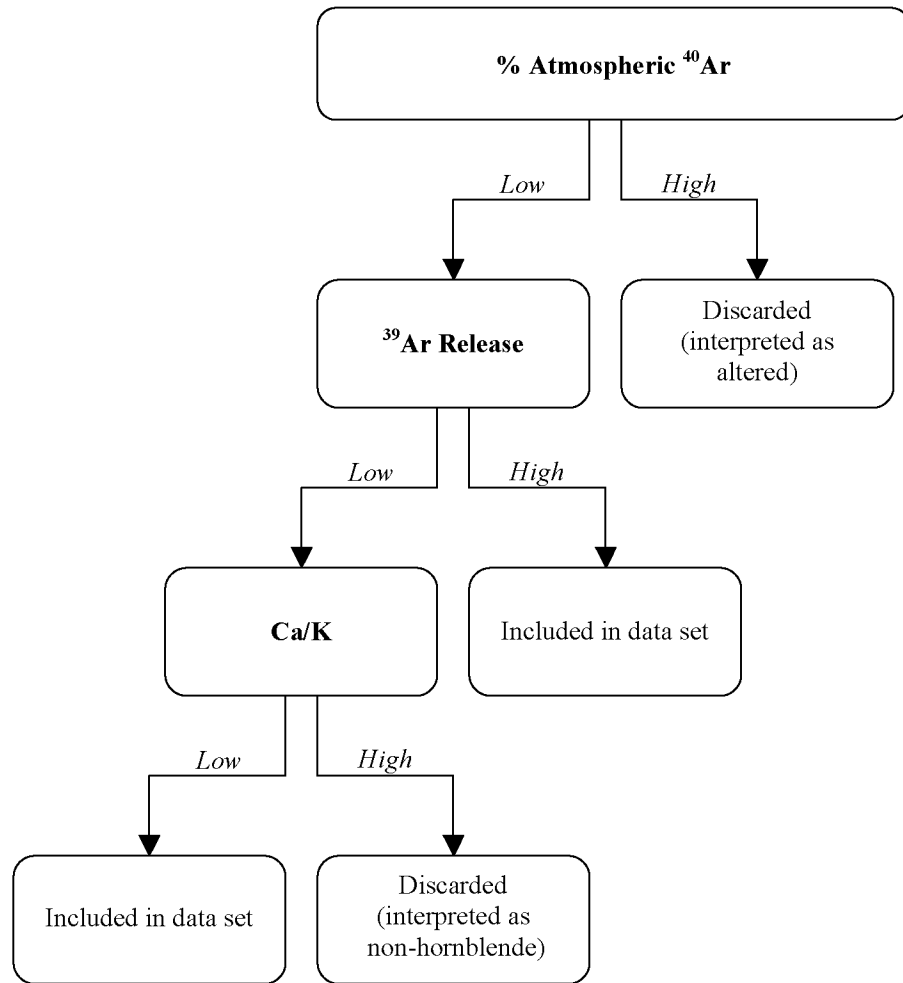 % Atmospheric ⁴⁰Ar
Low
High
³⁹Ar Release
Discarded
(interpreted as
altered)
Low
High
Ca/K
Included in data set
Low
High
Included in data set
Discarded
(interpreted as
non-hornblende)